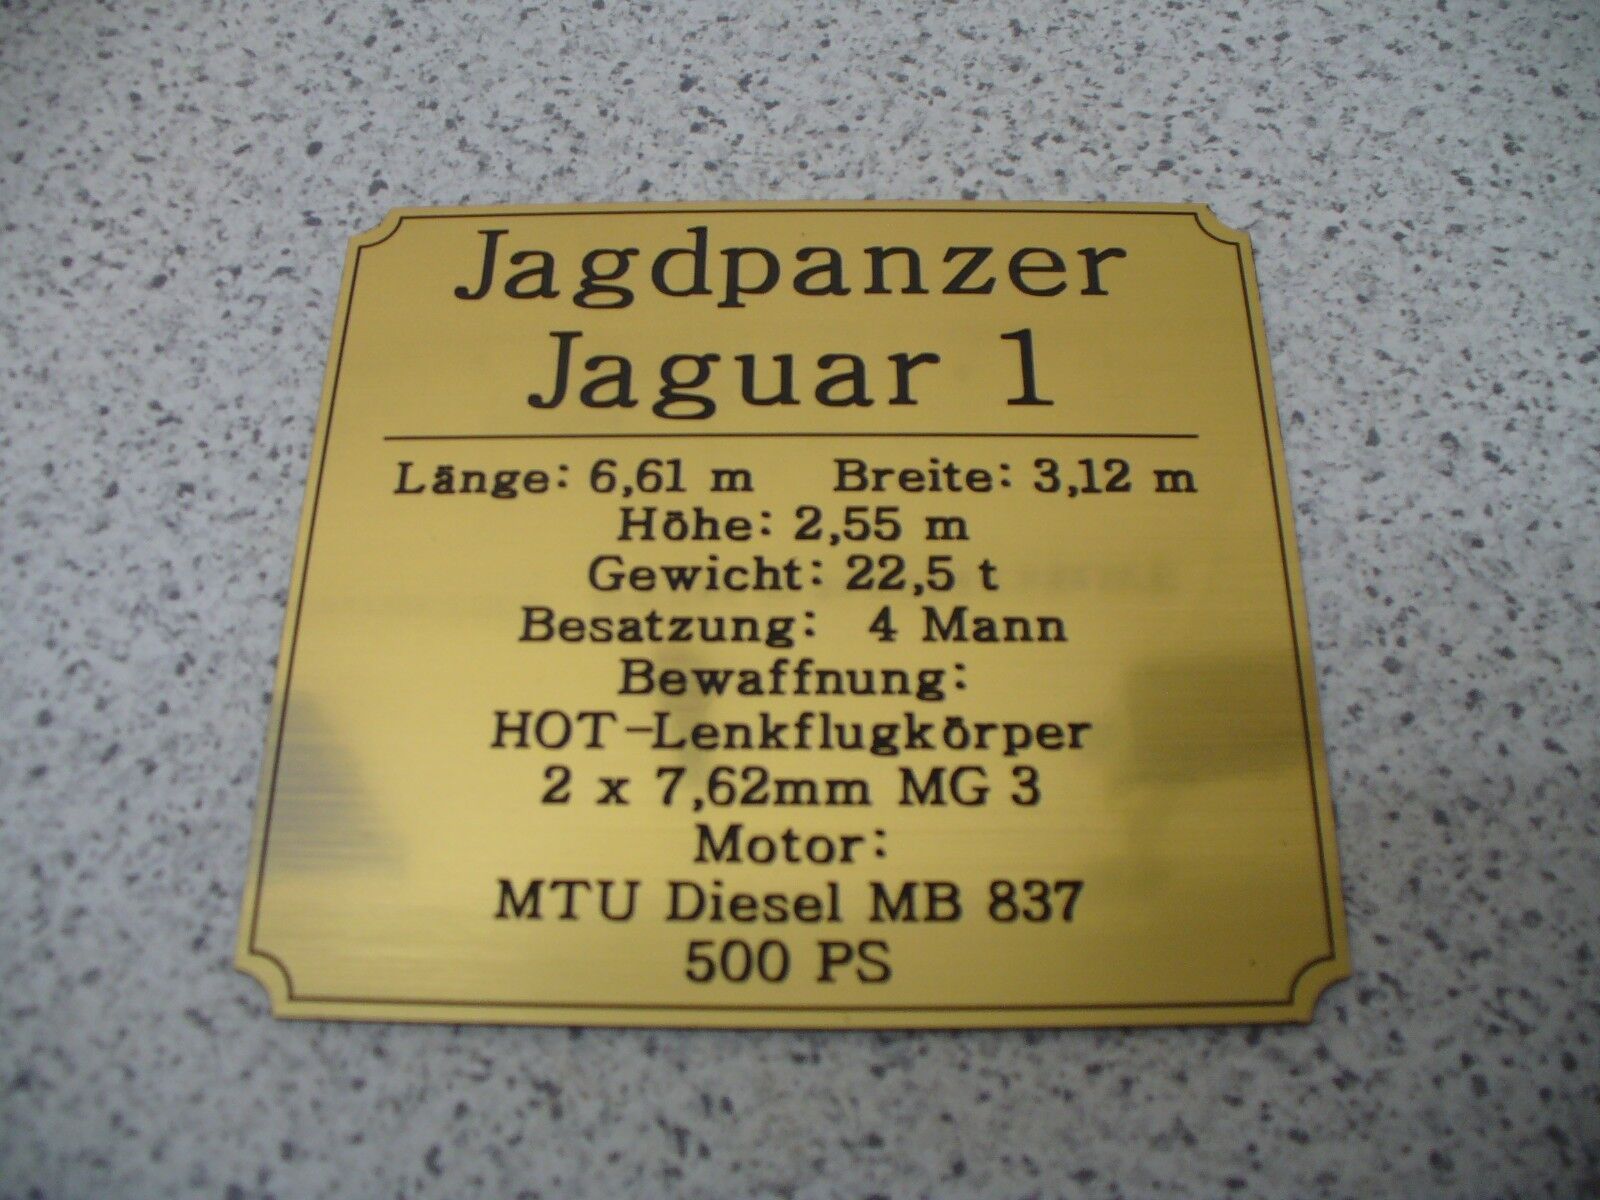 Jagdpanzer
Jaguar 1
Länge: 6,61 m Breite: 3,12 m
Höhe: 2,55 m
Gewicht: 22,5 t
Besatzung: 4 Mann
Bewaffnung:
HOT-Lenkflugkörper
2 x 7,62mm MG 3
Motor:
MTU Diesel MB 837
500 PS